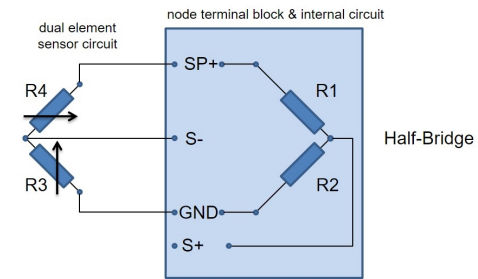 node terminal block & internal circuit
dual element
sensor circuit
SP+
R4
R1
S-
Half-Bridge
R3
R2
GND
S+